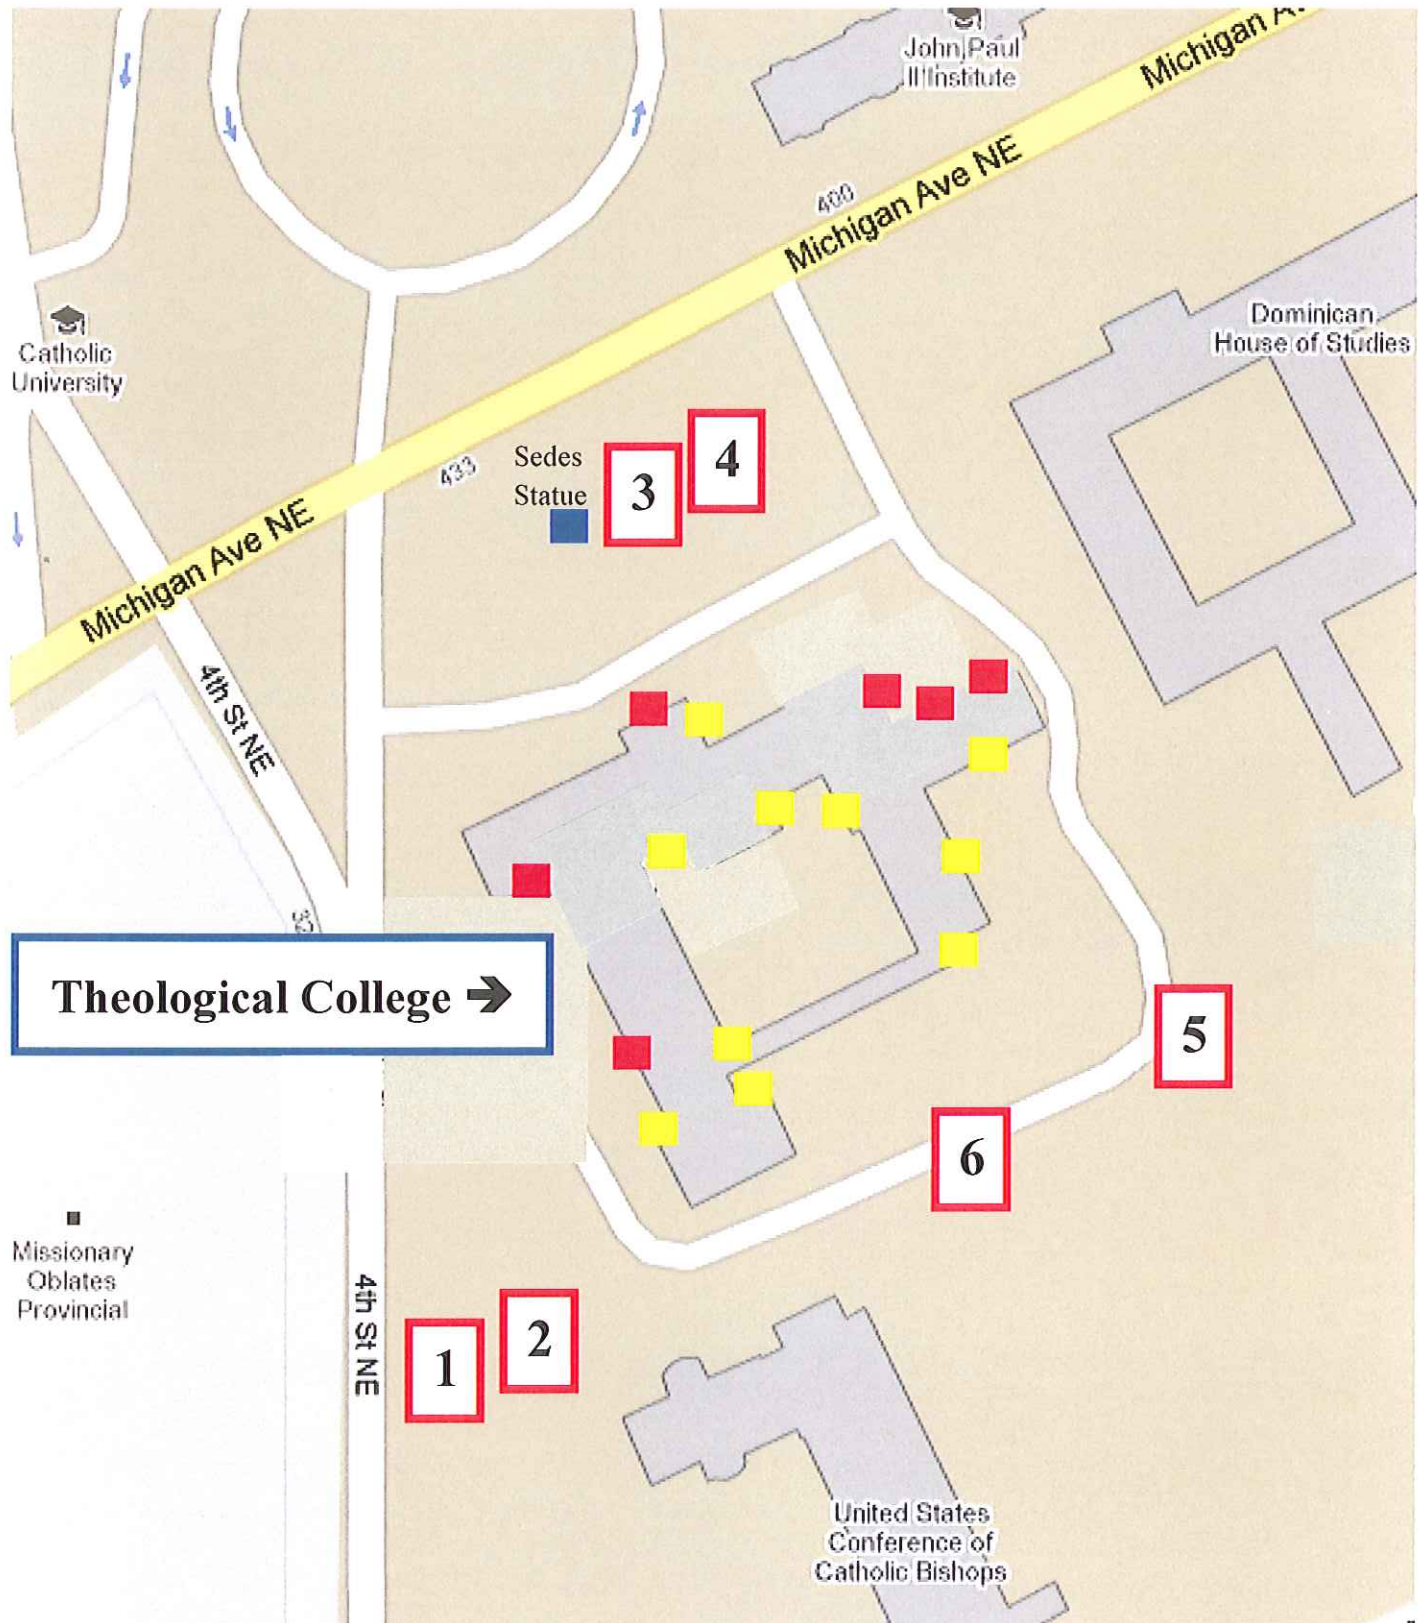 John Paul
II Institute
Michigan Av
400
Michigan Ave NE
Dominican
House of Studies
Catholic
University
Sedes
Statue
3
4
433
Michigan Ave NE
4th St NE
32
Theological College →
5
6
Missionary
Oblates
Provincial
4th St NE
1
2
United States
Conference of
Catholic Bishops